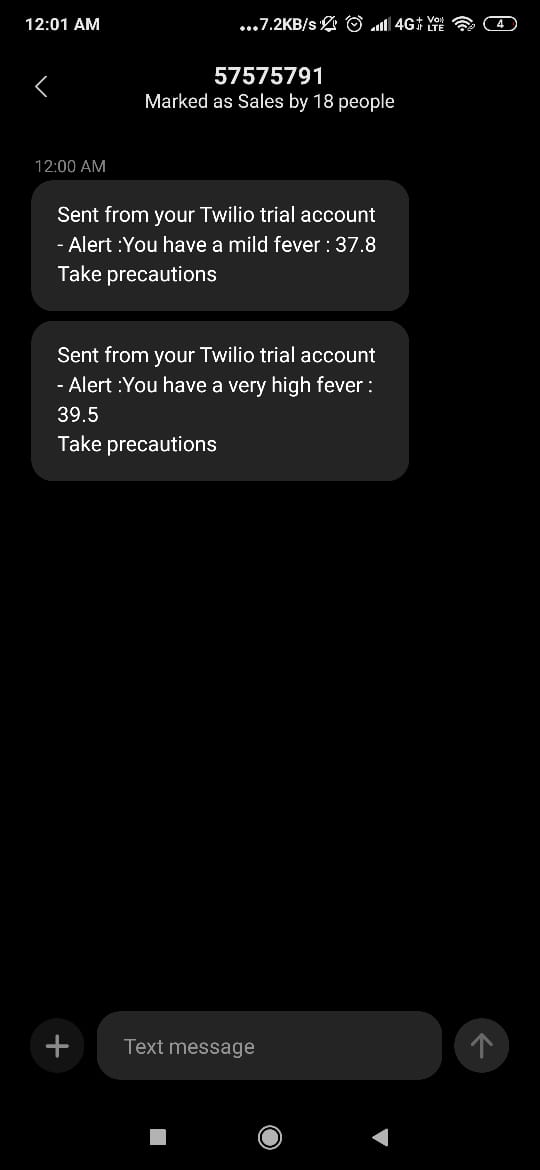 12:01 AM
...7.2KB/s 4G Vo)) LTE 4
57575791
Marked as Sales by 18 people
12:00 AM
Sent from your Twilio trial account
- Alert :You have a mild fever : 37.8
Take precautions
Sent from your Twilio trial account
- Alert :You have a very high fever :
39.5
Take precautions
Text message